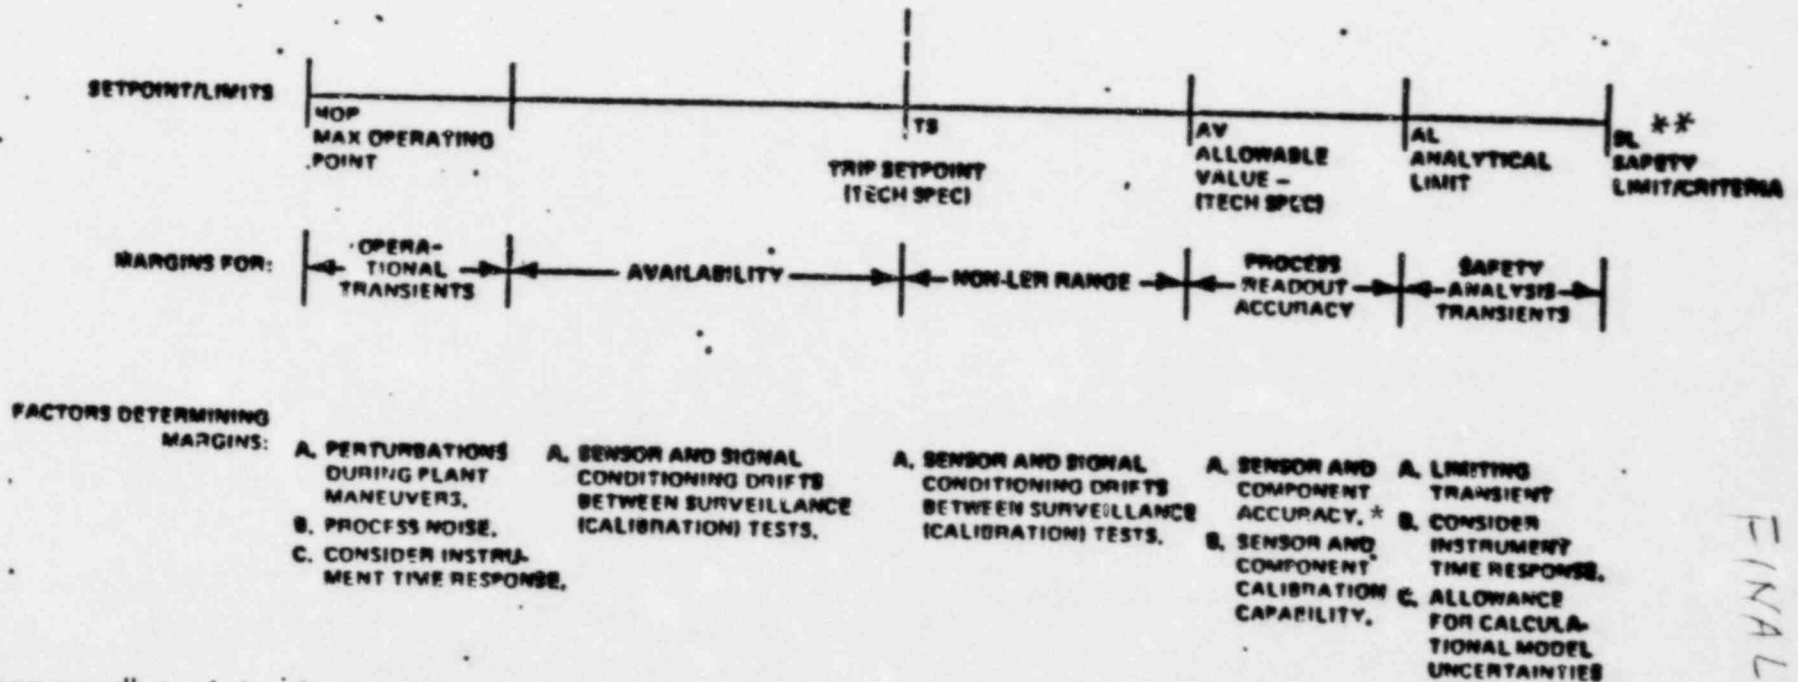 SETPOINT/LIMITS
MOP
MAX OPERATING
POINT
TS
TRIP SETPOINT
(TECH SPEC)
AV
ALLOWABLE
VALUE –
(TECH SPEC)
AL
ANALYTICAL
LIMIT
SL **
SAFETY
LIMIT/CRITERIA
MARGINS FOR:
OPERA-
TIONAL
TRANSIENTS
AVAILABILITY
NON-LER RANGE
PROCESS
READOUT
ACCURACY
SAFETY
ANALYSIS
TRANSIENTS
FACTORS DETERMINING
MARGINS:
A. PERTURBATIONS
DURING PLANT
MANEUVERS.
B. PROCESS NOISE.
C. CONSIDER INSTRU-
MENT TIME RESPONSE.
A. SENSOR AND SIGNAL
CONDITIONING DRIFTS
BETWEEN SURVEILLANCE
(CALIBRATION) TESTS.
A. SENSOR AND SIGNAL
CONDITIONING DRIFTS
BETWEEN SURVEILLANCE
(CALIBRATION) TESTS.
A. SENSOR AND
COMPONENT
ACCURACY. *
B. SENSOR AND
COMPONENT
CALIBRATION
CAPABILITY.
A. LIMITING
TRANSIENT
B. CONSIDER
INSTRUMENT
TIME RESPONSE.
C. ALLOWANCE
FOR CALCULA-
TIONAL MODEL
UNCERTAINTIES
FINAL